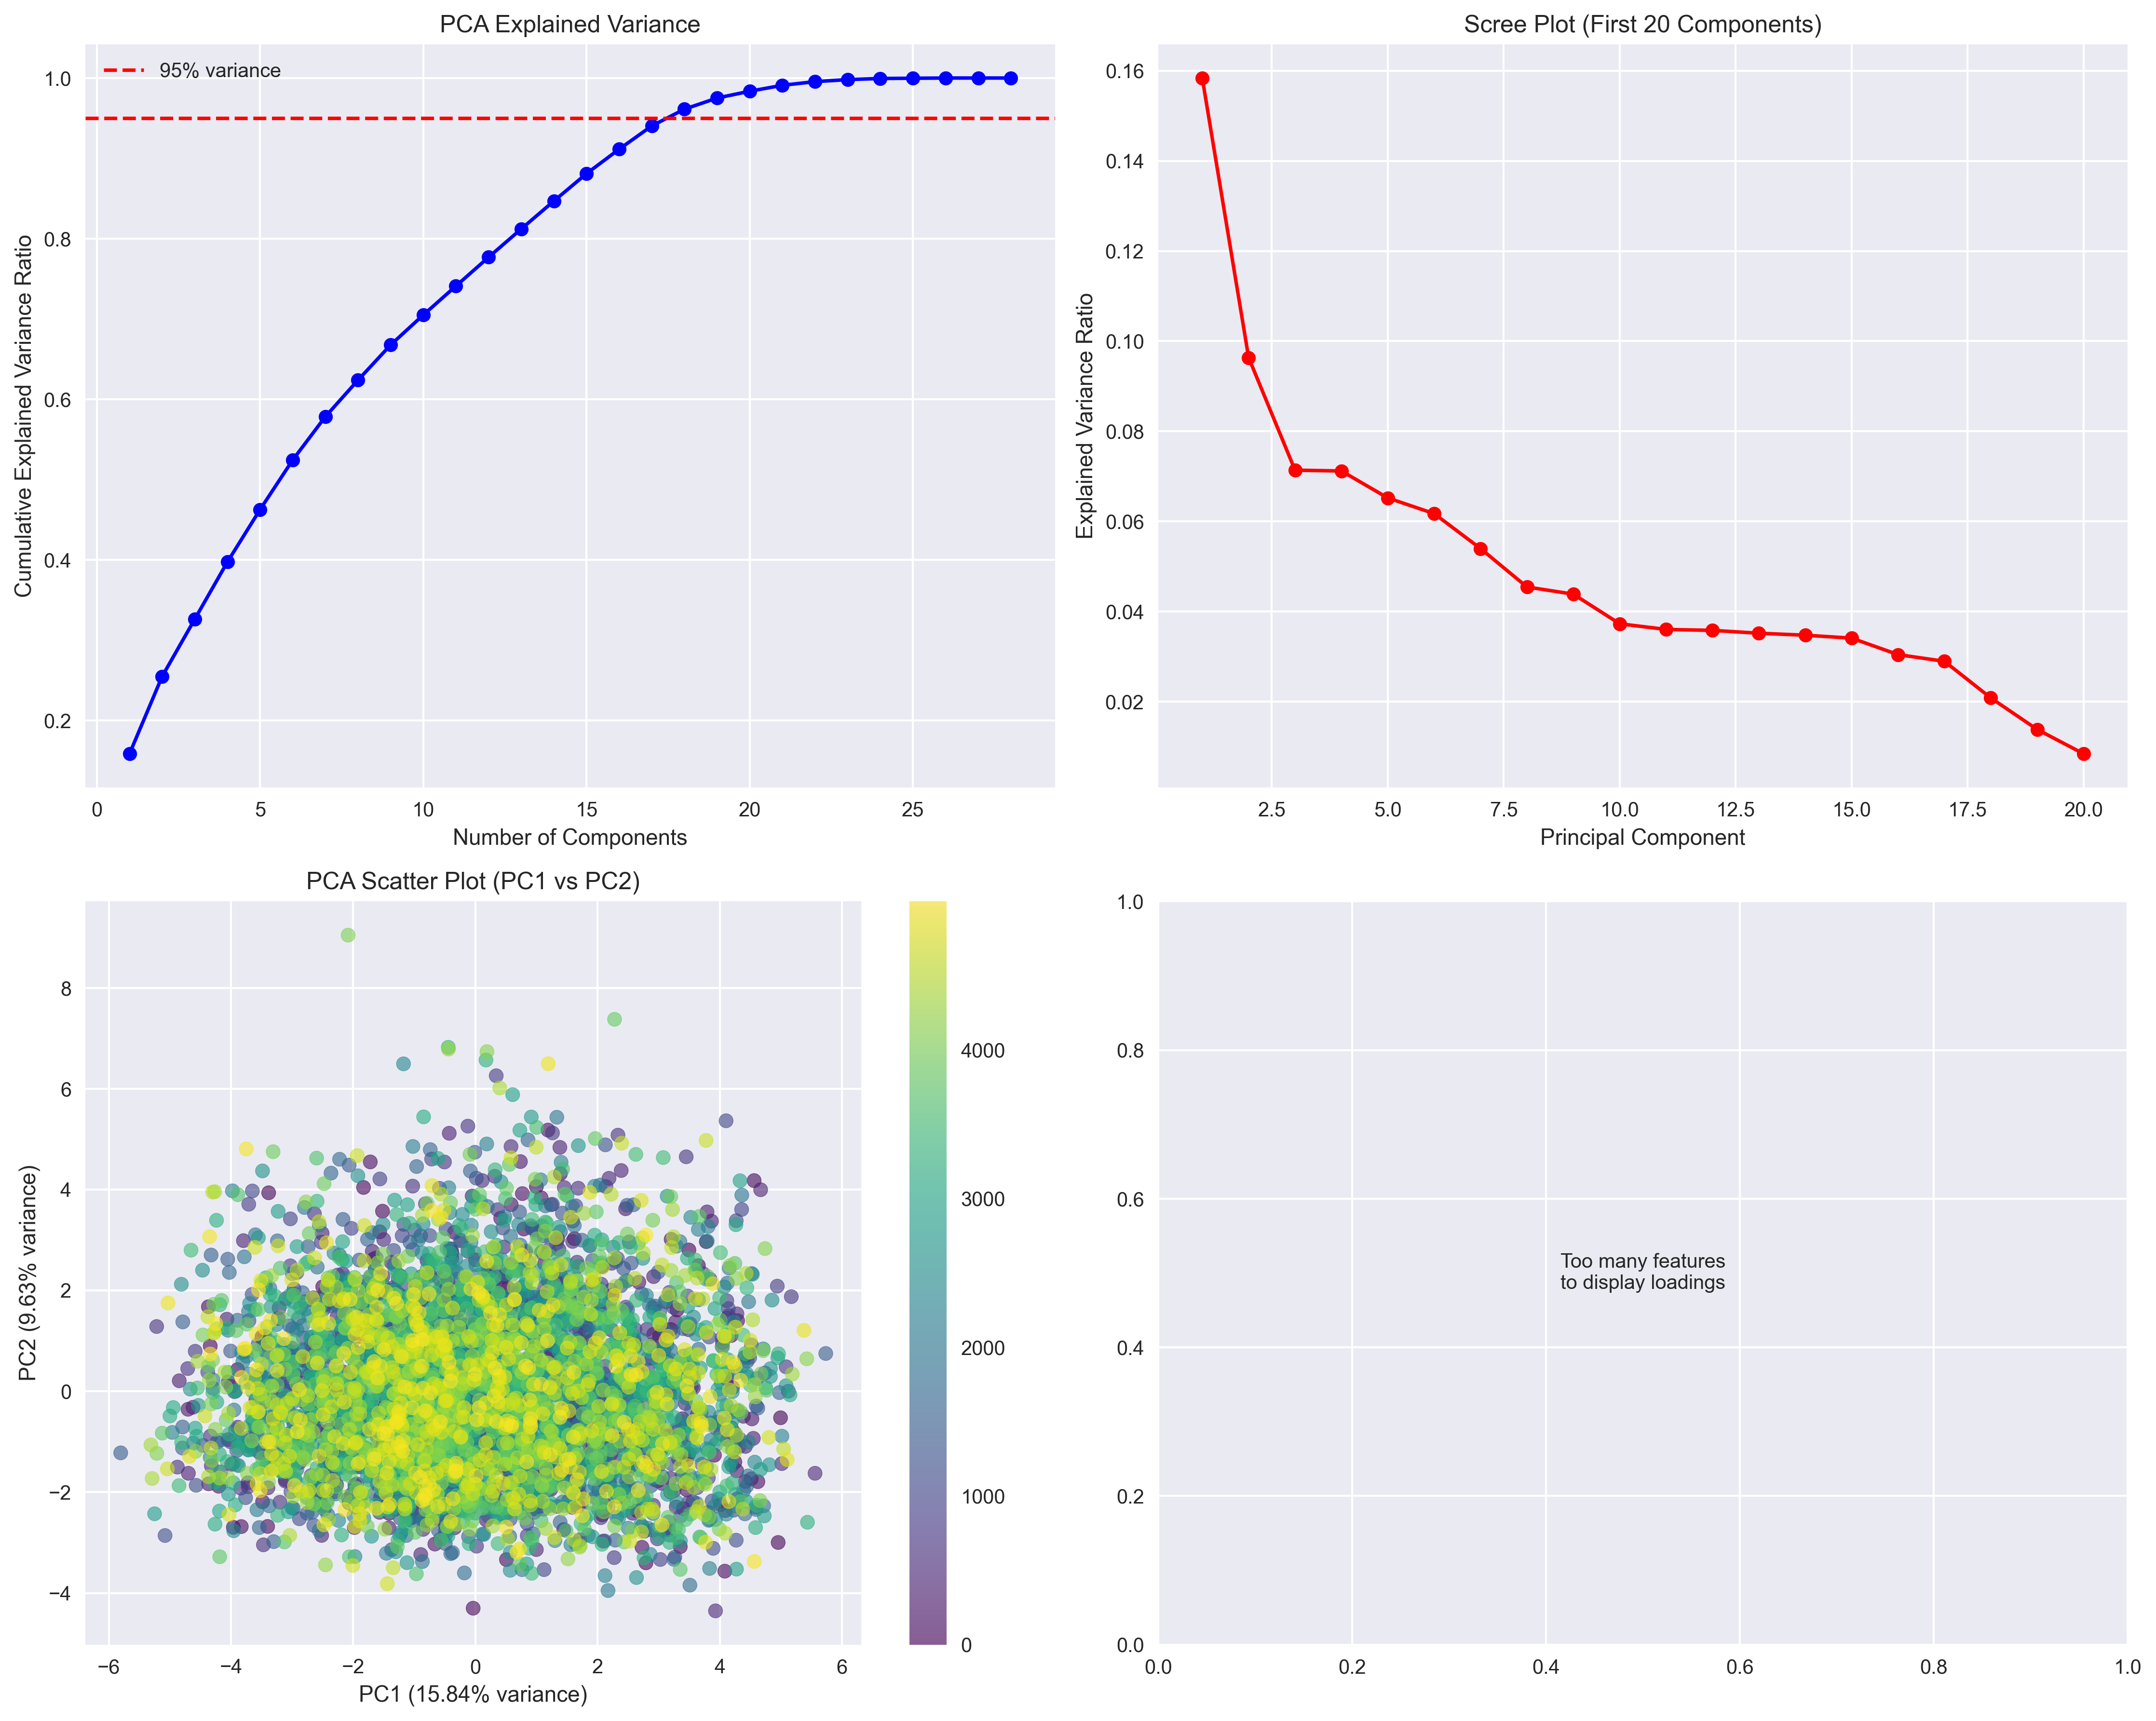 PCA Explained Variance
95% variance
1.0
0.8
0.6
0.4
0.2
Cumulative Explained Variance Ratio
0 5 10 15 20 25
Number of Components
Scree Plot (First 20 Components)
0.16
0.14
0.12
0.10
0.08
0.06
0.04
0.02
Explained Variance Ratio
2.5 5.0 7.5 10.0 12.5 15.0 17.5 20.0
Principal Component
PCA Scatter Plot (PC1 vs PC2)
8
6
4
2
0
−2
−4
PC2 (9.63% variance)
−6 −4 −2 0 2 4 6
PC1 (15.84% variance)
4000
3000
2000
1000
0
1.0
0.8
0.6
0.4
0.2
0.0
Too many features
to display loadings
0.0 0.2 0.4 0.6 0.8 1.0